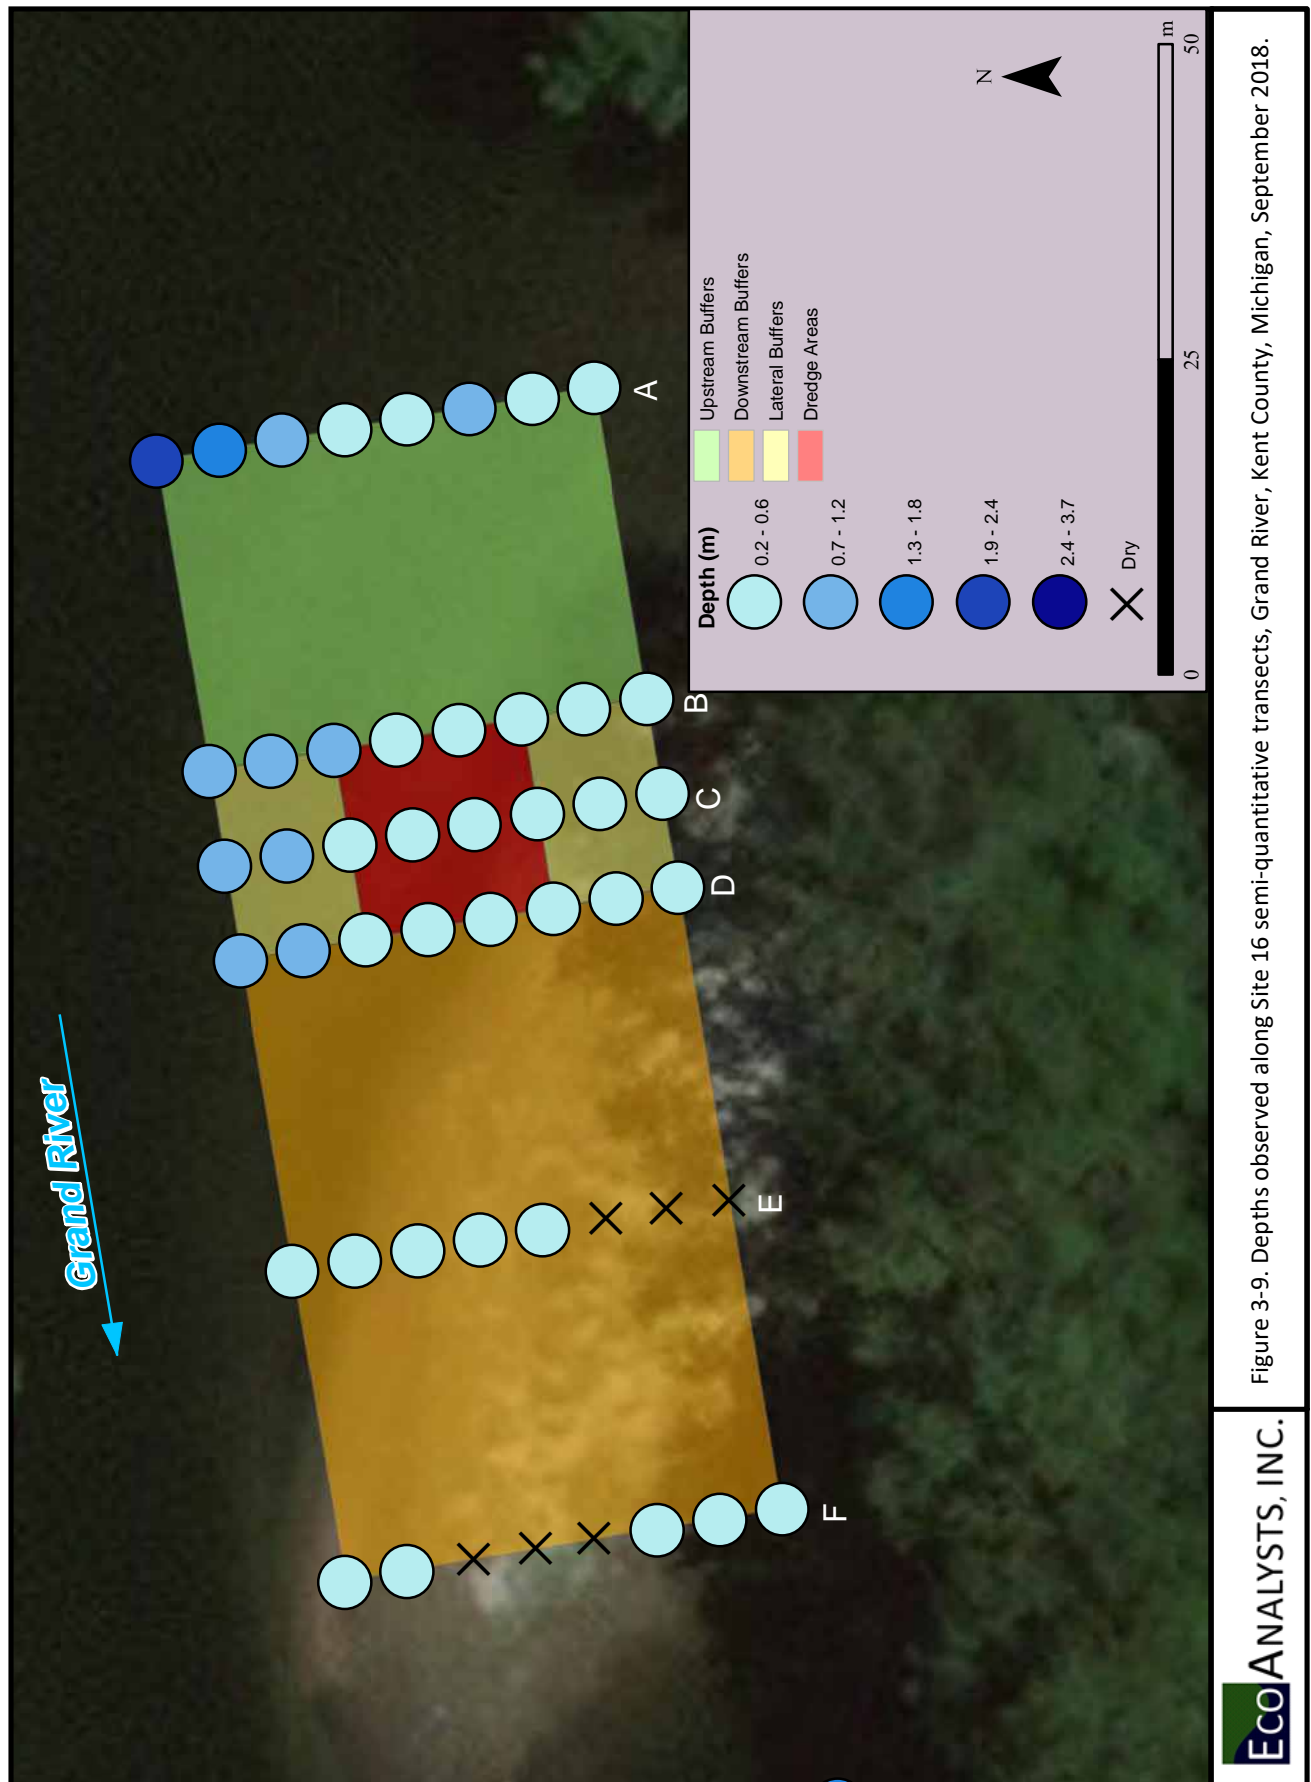 Grand River
A
B
C
D
E
F
Upstream Buffers
Downstream Buffers
Lateral Buffers
Dredge Areas
Depth (m)
0.2 - 0.6
0.7 - 1.2
1.3 - 1.8
1.9 - 2.4
2.4 - 3.7
Dry
N
0 25 50 m
ECOANALYSTS, INC.
Figure 3-9. Depths observed along Site 16 semi-quantitative transects, Grand River, Kent County, Michigan, September 2018.